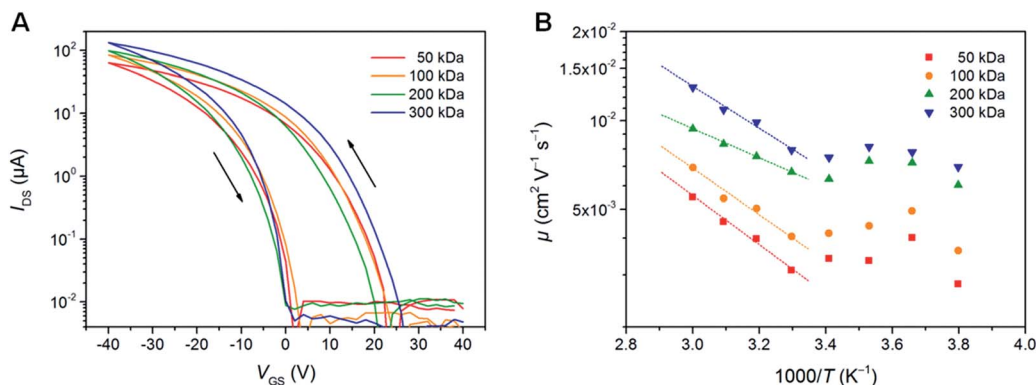 A
I_DS (µA)
10²
10¹
10⁰
10⁻¹
10⁻²
-40
-30
-20
-10
0
10
20
30
40
V_GS (V)
50 kDa
100 kDa
200 kDa
300 kDa
B
µ (cm² V⁻¹ s⁻¹)
2x10⁻²
1.5x10⁻²
10⁻²
5x10⁻³
2.8
3.0
3.2
3.4
3.6
3.8
4.0
1000/T (K⁻¹)
50 kDa
100 kDa
200 kDa
300 kDa